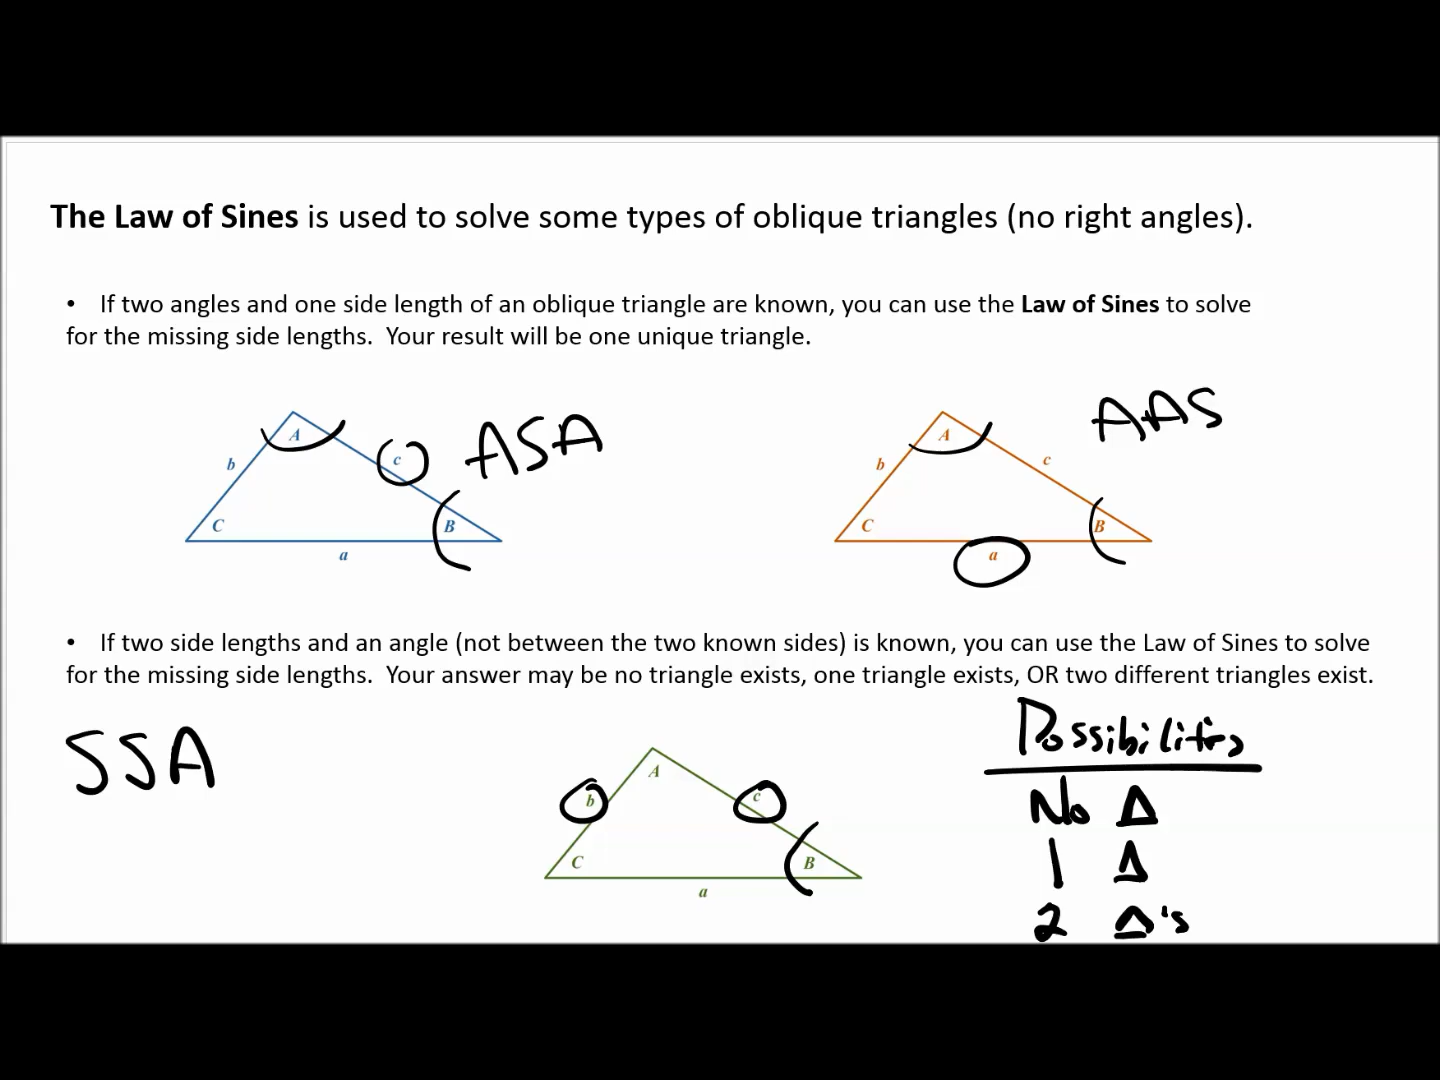 The Law of Sines is used to solve some types of oblique triangles (no right angles).
• If two angles and one side length of an oblique triangle are known, you can use the Law of Sines to solve
for the missing side lengths. Your result will be one unique triangle.
A
b
c
ASA
C
B
a
A
b
c
AAS
C
B
a
• If two side lengths and an angle (not between the two known sides) is known, you can use the Law of Sines to solve
for the missing side lengths. Your answer may be no triangle exists, one triangle exists, OR two different triangles exist.
SSA
A
b
c
C
B
a
Possibilities
No Δ
1 Δ
2 Δ's